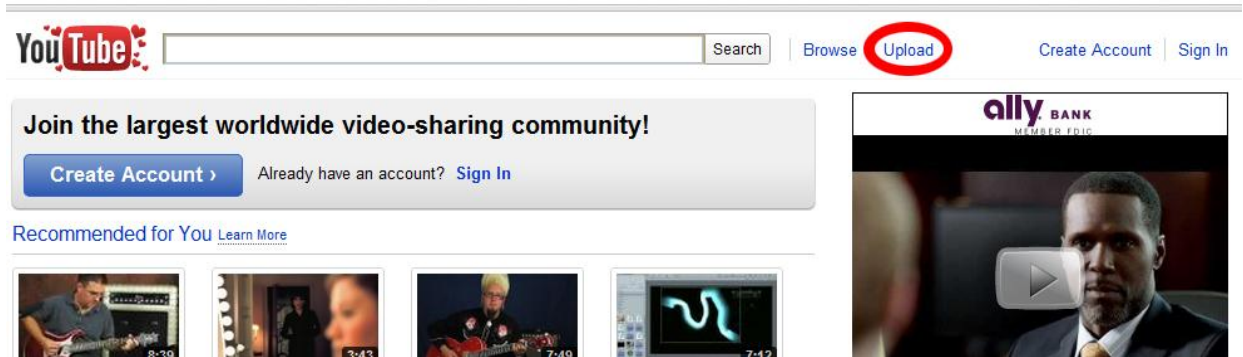 YouTube Search Browse Upload Create Account Sign In
ally BANK
MEMBER FDIC
Join the largest worldwide video-sharing community!
Create Account › Already have an account? Sign In
Recommended for You Learn More
8:39 3:43 7:49 7:12